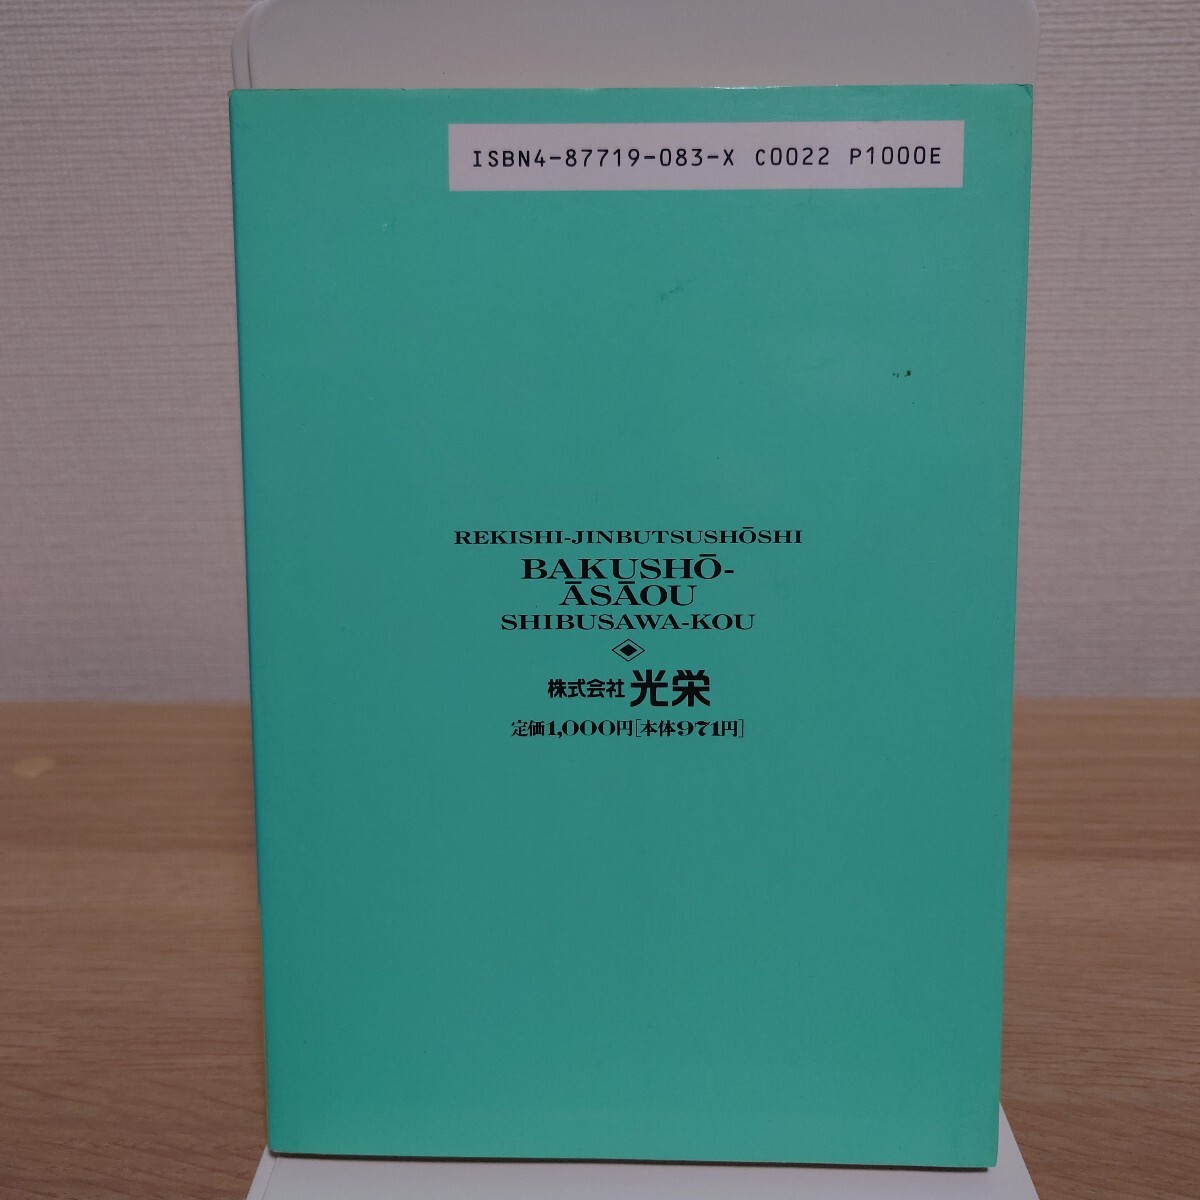 ISBN4-87719-083-X C0022 P1000E
REKISHI-JINBUTSUSHŌSHI
BAKUSHŌ-
ĀSĀOU
SHIBUSAWA-KOU
株式会社 光栄
定価1,000円[本体971円]